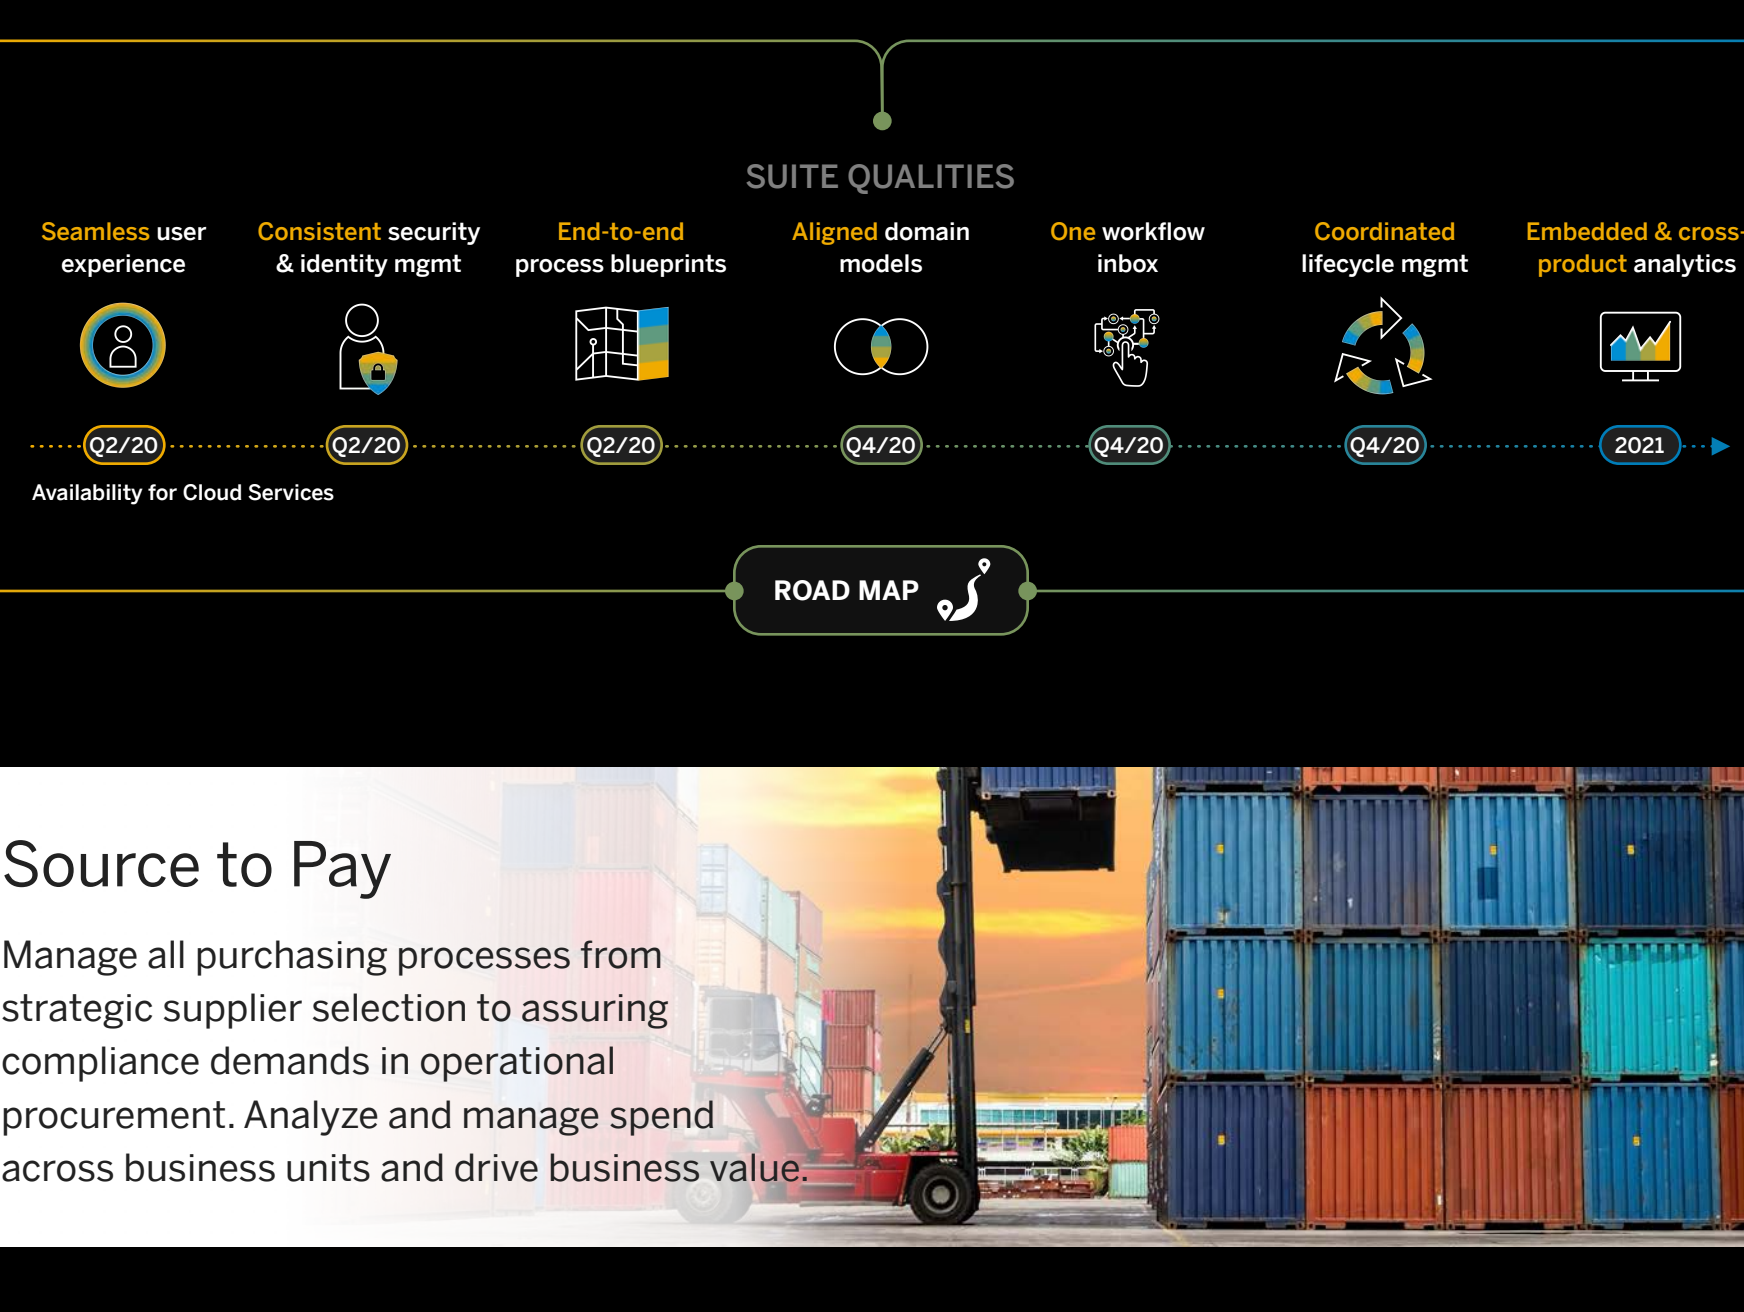 SUITE QUALITIES
Seamless user
experience
Consistent security
& identity mgmt
End-to-end
process blueprints
Aligned domain
models
One workflow
inbox
Coordinated
lifecycle mgmt
Embedded & cross-
product analytics
Q2/20
Q2/20
Q2/20
Q4/20
Q4/20
Q4/20
2021
Availability for Cloud Services
ROAD MAP
Source to Pay
Manage all purchasing processes from
strategic supplier selection to assuring
compliance demands in operational
procurement. Analyze and manage spend
across business units and drive business value.